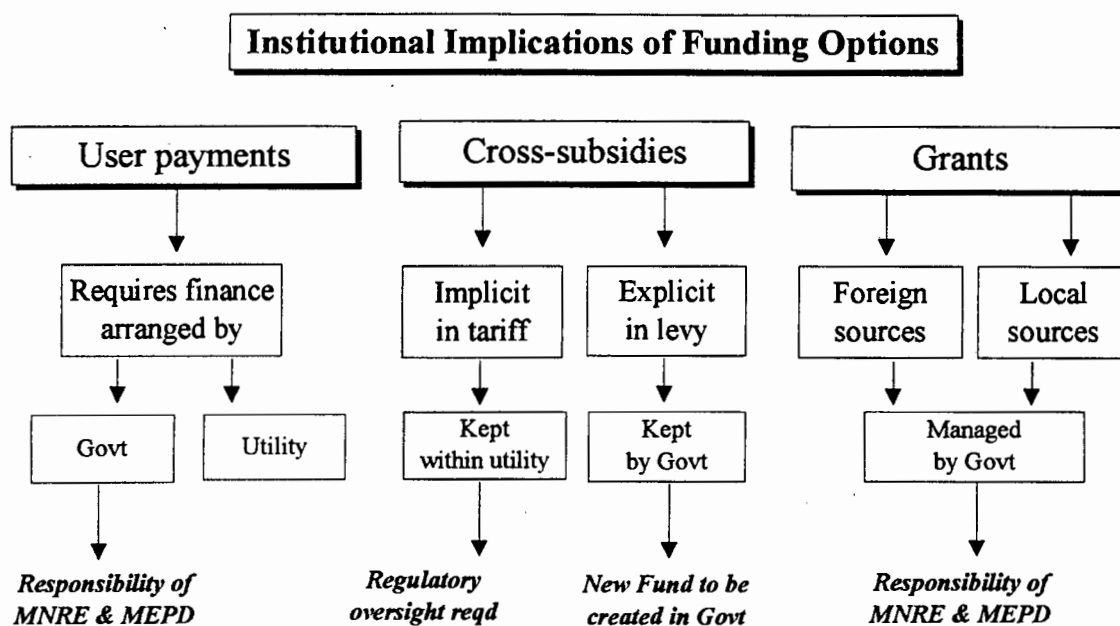 Institutional Implications of Funding Options
User payments
Cross-subsidies
Grants
Requires finance
arranged by
Implicit
in tariff
Explicit
in levy
Foreign
sources
Local
sources
Govt
Utility
Kept
within utility
Kept
by Govt
Managed
by Govt
Responsibility of
MNRE & MEPD
Regulatory
oversight reqd
New Fund to be
created in Govt
Responsibility of
MNRE & MEPD